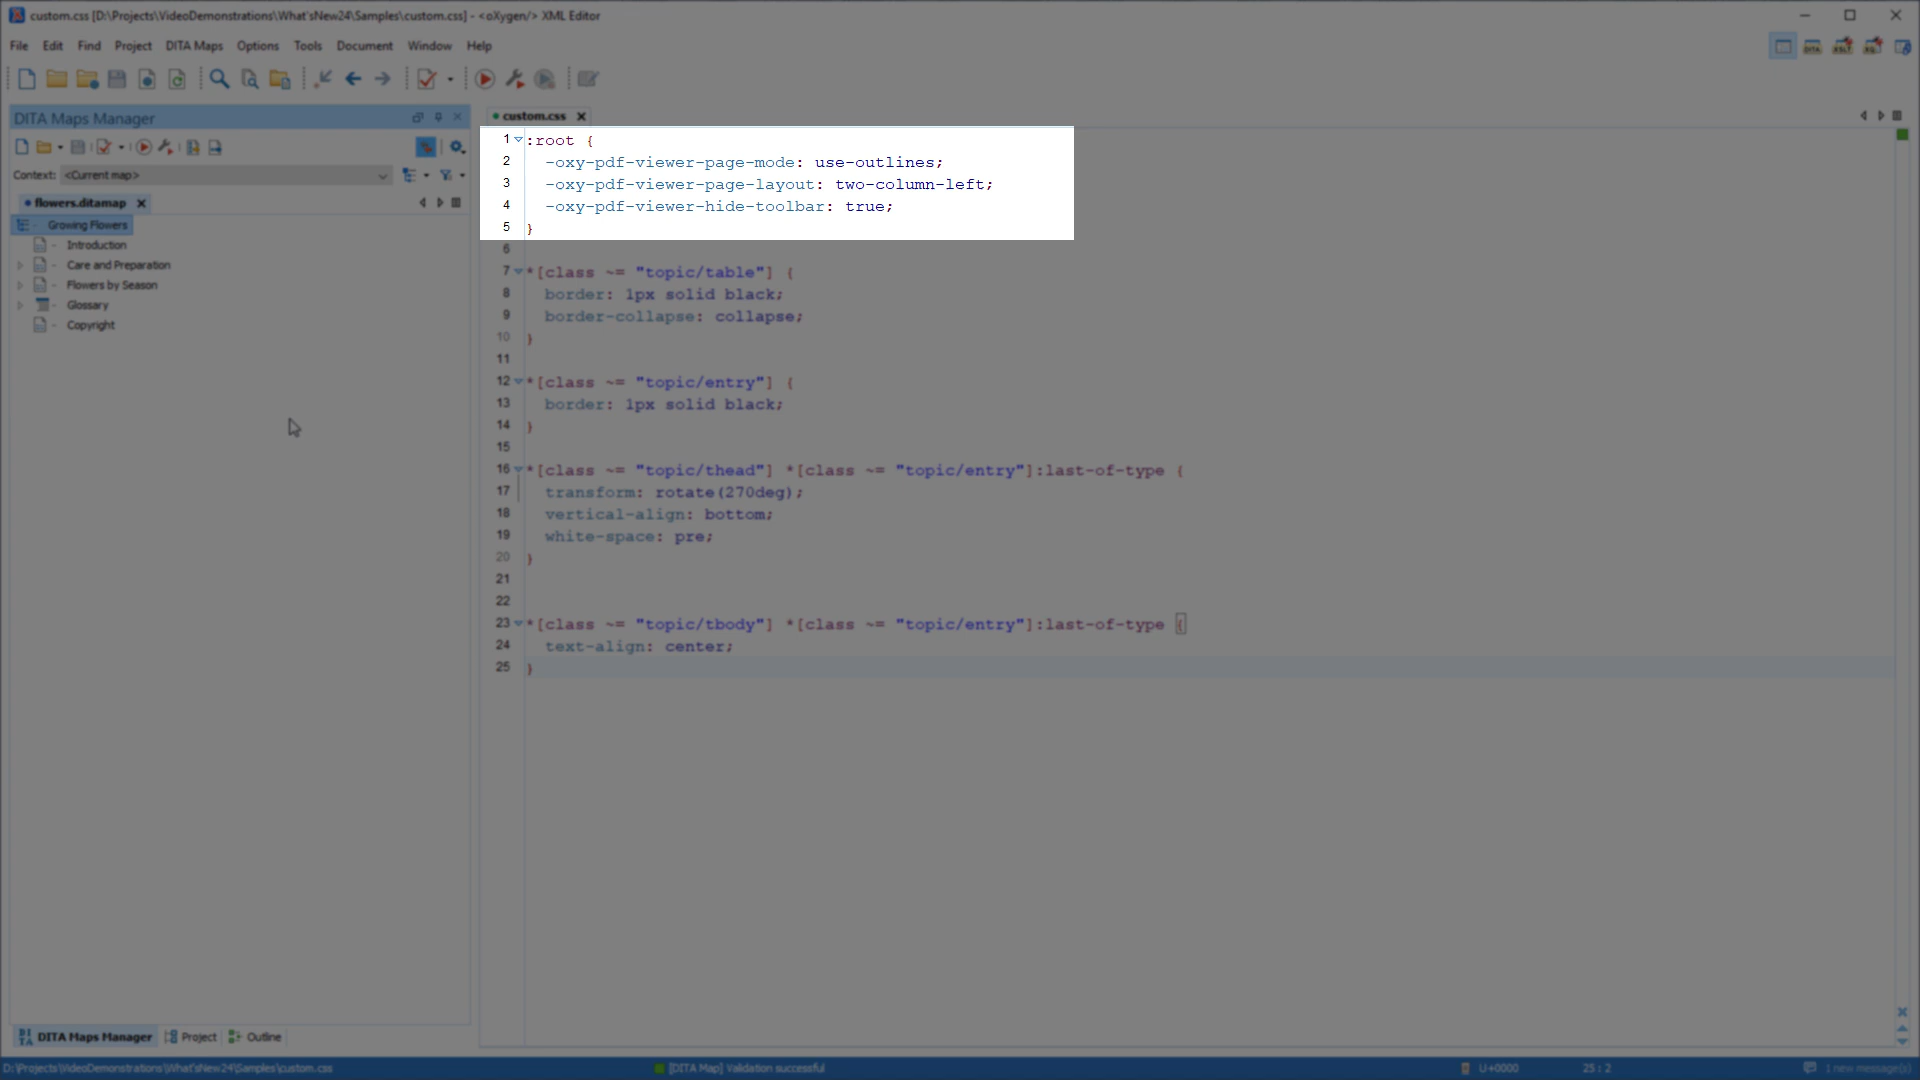 custom.css [D:\Projects\VideoDemonstrations\What'sNew24\Samples\custom.css] - <oXygen/> XML Editor
File Edit Find Project DITA Maps Options Tools Document Window Help
DITA Maps Manager
custom.css
Context: <Current map>
flowers.ditamap
Growing Flowers
Introduction
Care and Preparation
Flowers by Season
Glossary
Copyright
1 :root {
2 -oxy-pdf-viewer-page-mode: use-outlines;
3 -oxy-pdf-viewer-page-layout: two-column-left;
4 -oxy-pdf-viewer-hide-toolbar: true;
5 }
6
7 *[class ~= "topic/table"] {
8 border: 1px solid black;
9 border-collapse: collapse;
10 }
11
12 *[class ~= "topic/entry"] {
13 border: 1px solid black;
14 }
15
16 *[class ~= "topic/thead"] *[class ~= "topic/entry"]:last-of-type {
17 transform: rotate(270deg);
18 vertical-align: bottom;
19 white-space: pre;
20 }
21
22
23 *[class ~= "topic/tbody"] *[class ~= "topic/entry"]:last-of-type {
24 text-align: center;
25 }
DITA Maps Manager Project Outline
D:\Projects\VideoDemonstrations\What'sNew24\Samples\custom.css [DITA Map] Validation successful U+0000 25 : 2 1 new message(s)